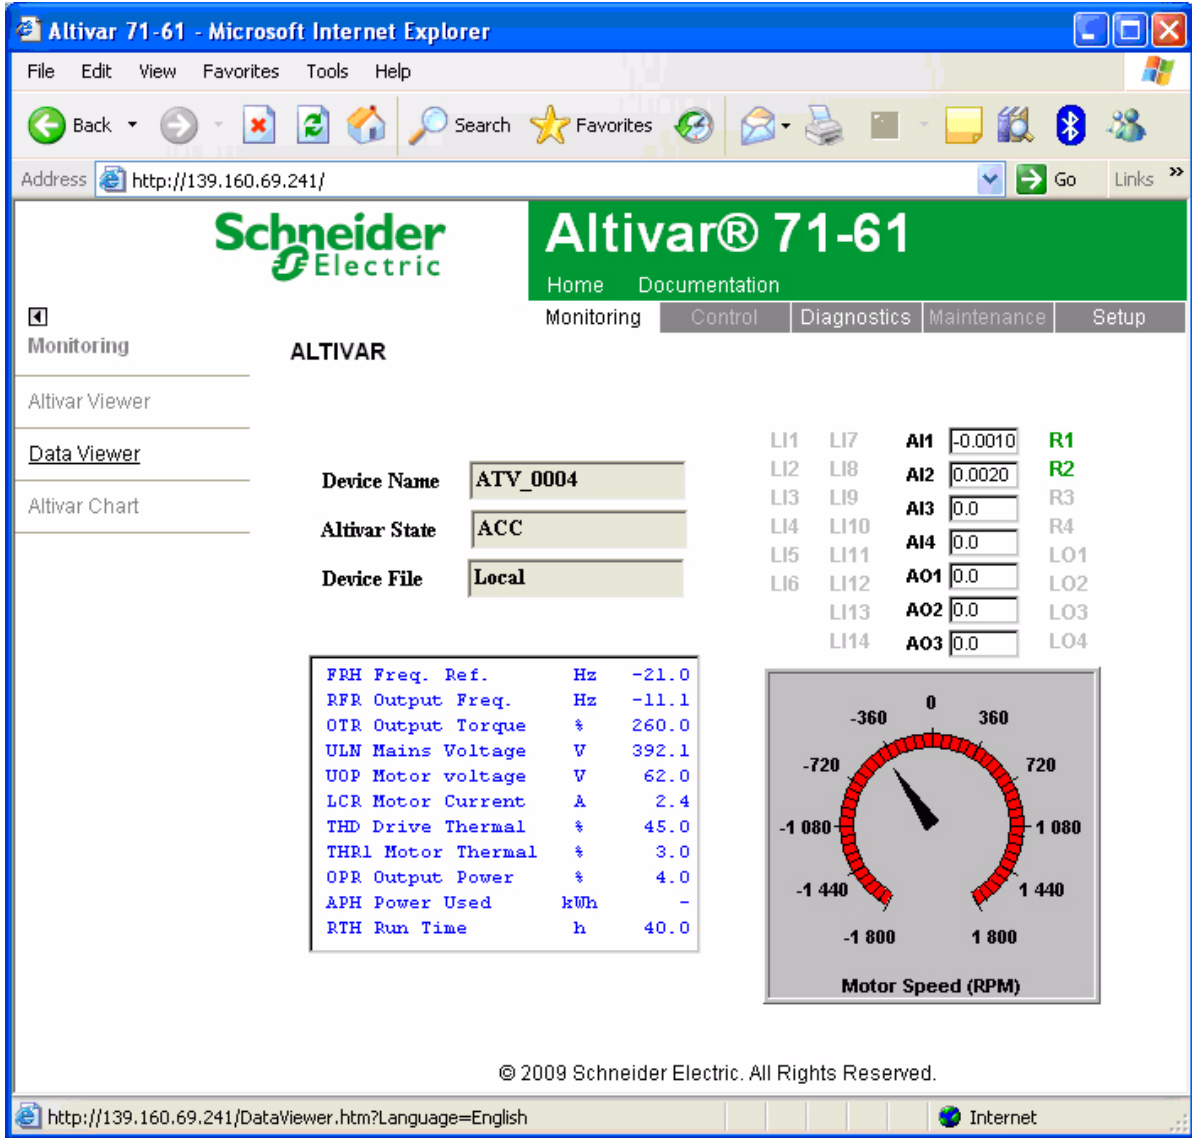 Altivar 71-61 - Microsoft Internet Explorer
File Edit View Favorites Tools Help
Back Search Favorites
Address http://139.160.69.241/ Go Links »
Schneider Electric
Altivar® 71-61
Home Documentation
Monitoring Control Diagnostics Maintenance Setup
Monitoring
Altivar Viewer
Data Viewer
Altivar Chart
ALTIVAR
Device Name ATV_0004
Altivar State ACC
Device File Local
LI1 LI7 AI1 -0.0010 R1
LI2 LI8 AI2 0.0020 R2
LI3 LI9 AI3 0.0 R3
LI4 LI10 AI4 0.0 R4
LI5 LI11 AO1 0.0 LO1
LI6 LI12 AO2 0.0 LO2
LI13 AO3 0.0 LO3
LI14 LO4
FRH Freq. Ref. Hz -21.0
RFR Output Freq. Hz -11.1
OTR Output Torque % 260.0
ULN Mains Voltage V 392.1
UOP Motor voltage V 62.0
LCR Motor Current A 2.4
THD Drive Thermal % 45.0
THR1 Motor Thermal % 3.0
OPR Output Power % 4.0
APH Power Used kWh -
RTH Run Time h 40.0
0
-360 360
-720 720
-1 080 1 080
-1 440 1 440
-1 800 1 800
Motor Speed (RPM)
© 2009 Schneider Electric. All Rights Reserved.
http://139.160.69.241/DataViewer.htm?Language=English Internet